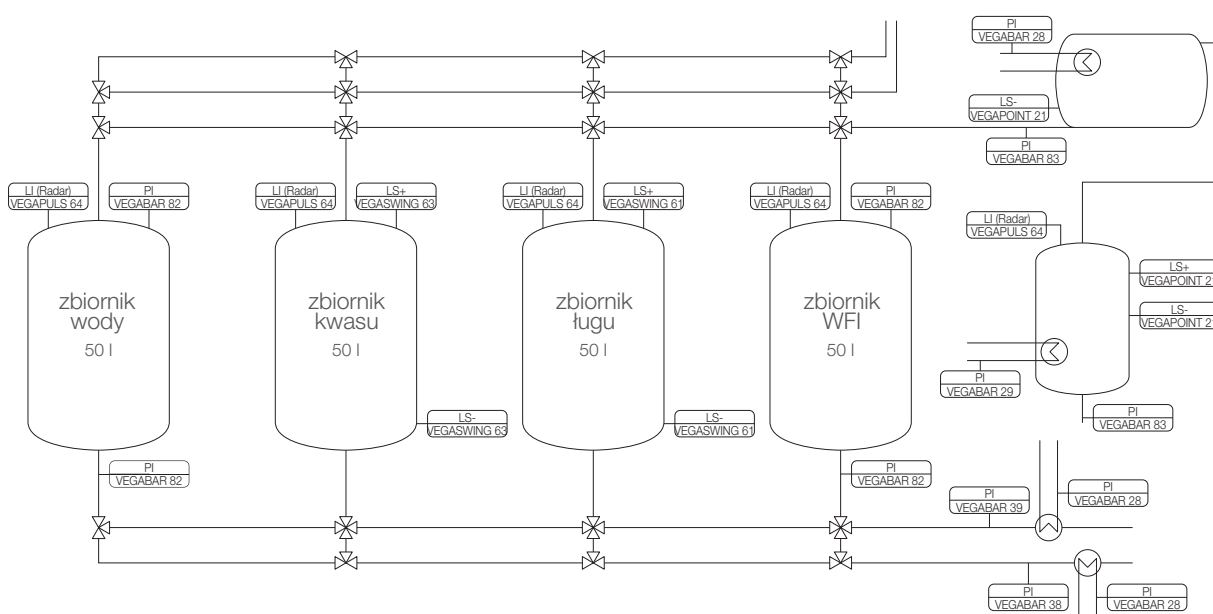 PI
VEGABAR 28
LS-
VEGAPOINT 21
PI
VEGABAR 83
LI (Radar)
VEGAPULS 64
PI
VEGABAR 82
LI (Radar)
VEGAPULS 64
LS+
VEGASWING 63
LI (Radar)
VEGAPULS 64
LS+
VEGASWING 61
LI (Radar)
VEGAPULS 64
PI
VEGABAR 82
LI (Radar)
VEGAPULS 64
LS+
VEGAPOINT 21
LS-
VEGAPOINT 21
zbiornik
wody
50 l
zbiornik
kwasu
50 l
zbiornik
ługu
50 l
zbiornik
WFI
50 l
PI
VEGABAR 29
LS-
VEGASWING 63
LS-
VEGASWING 61
PI
VEGABAR 83
PI
VEGABAR 82
PI
VEGABAR 82
PI
VEGABAR 39
PI
VEGABAR 28
PI
VEGABAR 38
PI
VEGABAR 28